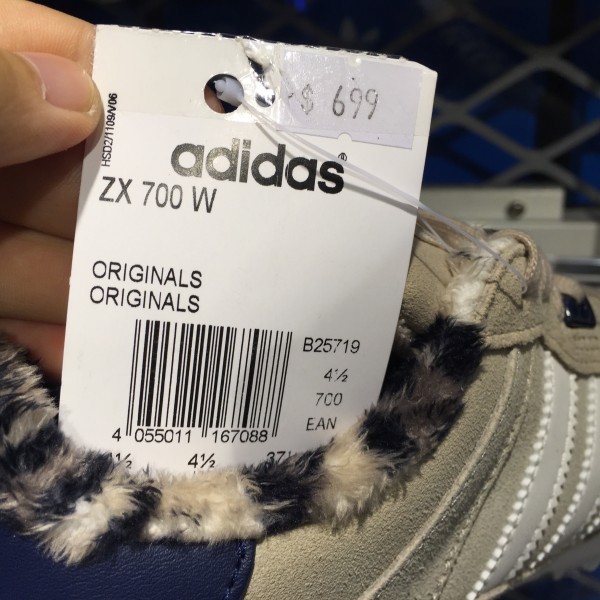 $ 699
HSD2/1109/V06
adidas®
ZX 700 W
ORIGINALS
ORIGINALS
B25719
4½
700
EAN
4 055011 167088
4½